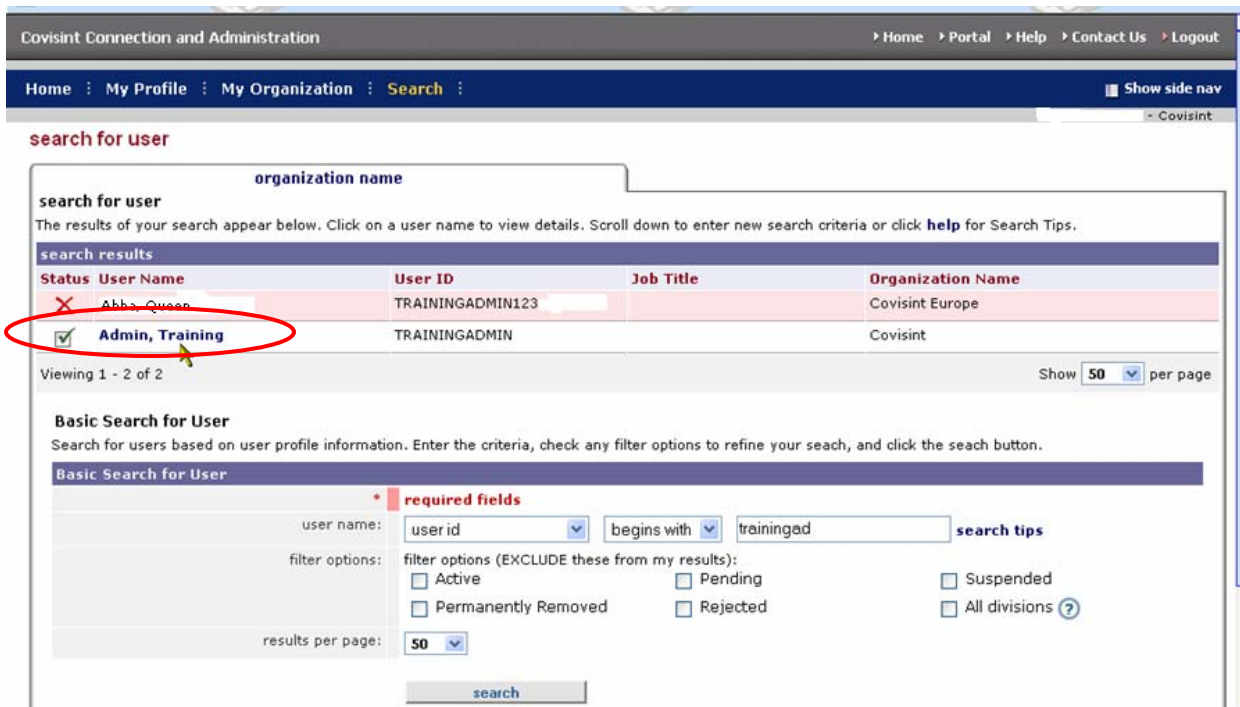 Covisint Connection and Administration Home Portal Help Contact Us Logout
Home My Profile My Organization Search Show side nav
- Covisint
search for user
organization name
search for user
The results of your search appear below. Click on a user name to view details. Scroll down to enter new search criteria or click help for Search Tips.
search results
Status User Name User ID Job Title Organization Name
Abba, Queen TRAININGADMIN123 Covisint Europe
Admin, Training TRAININGADMIN Covisint
Viewing 1 - 2 of 2 Show 50 per page
Basic Search for User
Search for users based on user profile information. Enter the criteria, check any filter options to refine your seach, and click the seach button.
Basic Search for User
* required fields
user name: user id begins with trainingad search tips
filter options: filter options (EXCLUDE these from my results):
Active Pending Suspended
Permanently Removed Rejected All divisions ?
results per page: 50
search